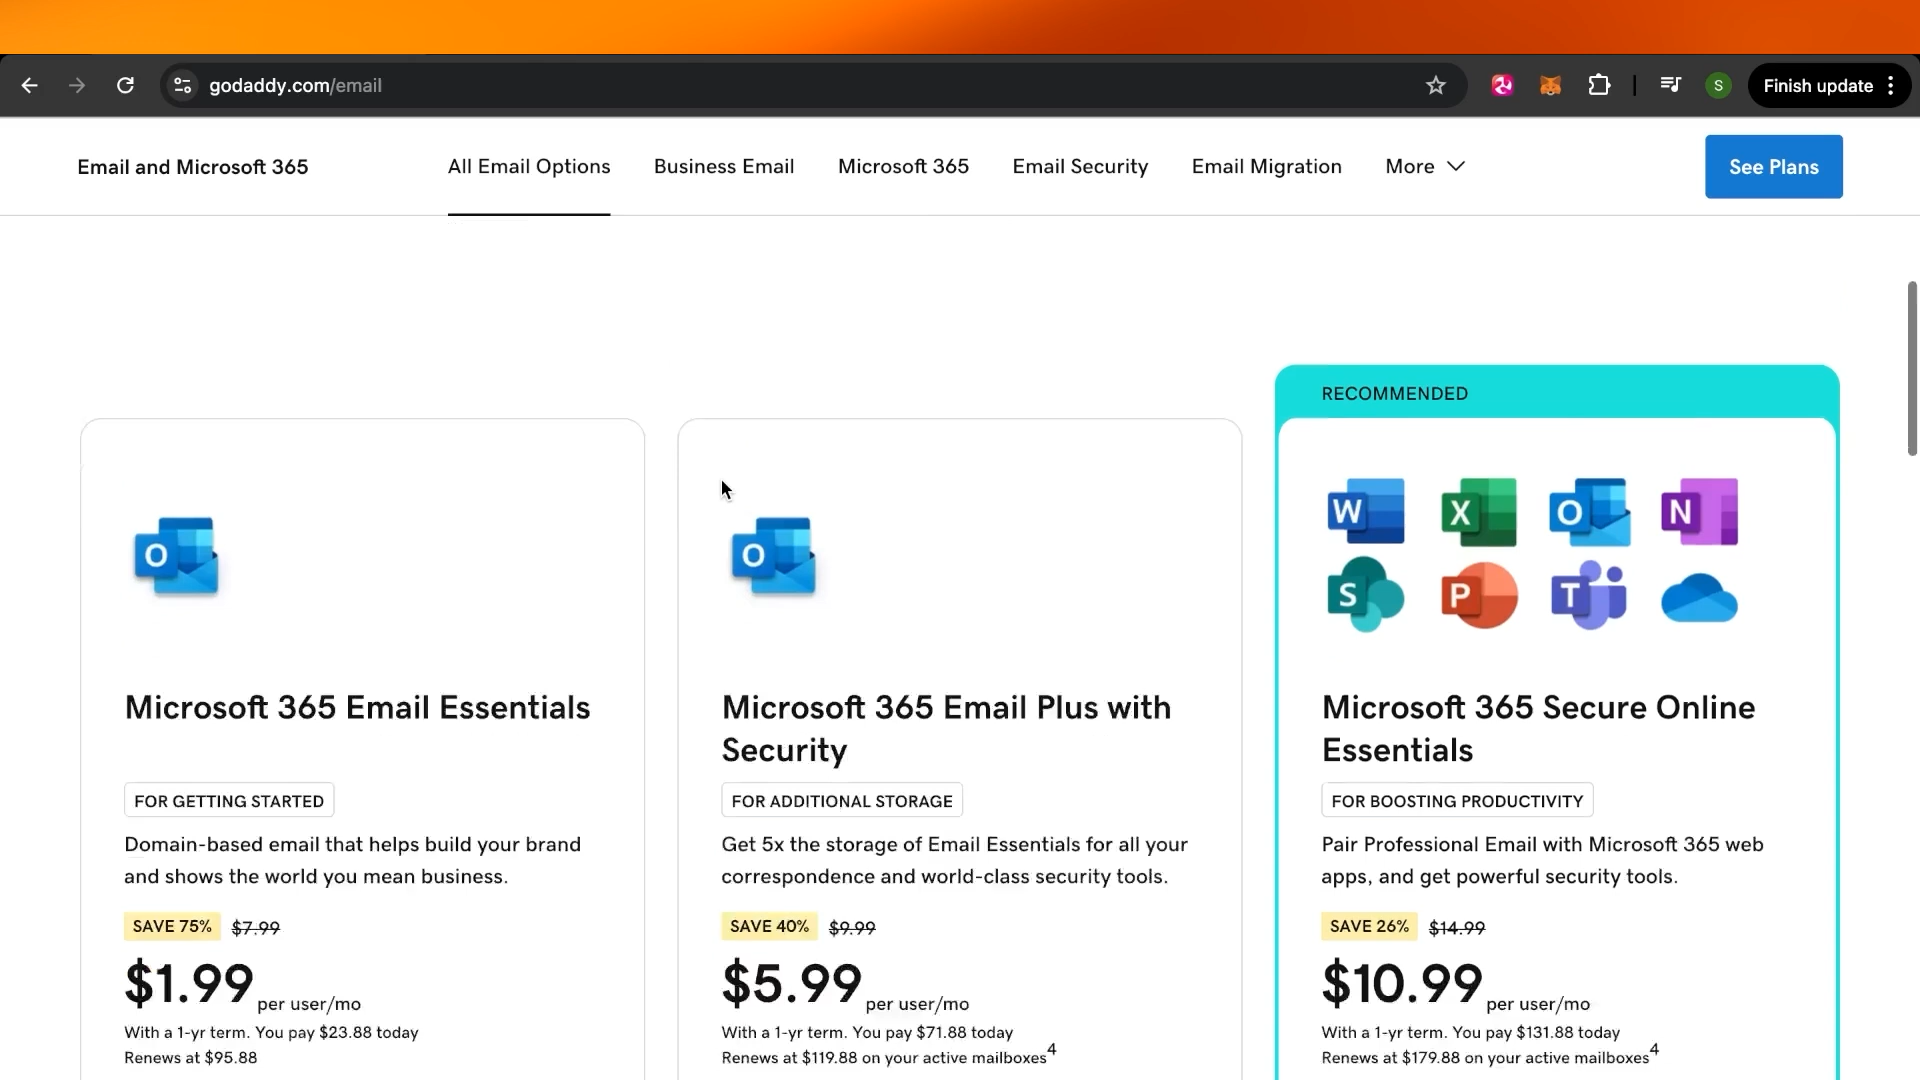 godaddy.com/email
S
Finish update
Email and Microsoft 365
All Email Options
Business Email
Microsoft 365
Email Security
Email Migration
More
See Plans
O
Microsoft 365 Email Essentials
FOR GETTING STARTED
Domain-based email that helps build your brand
and shows the world you mean business.
SAVE 75% $7.99
$1.99 per user/mo
With a 1-yr term. You pay $23.88 today
Renews at $95.88
O
Microsoft 365 Email Plus with
Security
FOR ADDITIONAL STORAGE
Get 5x the storage of Email Essentials for all your
correspondence and world-class security tools.
SAVE 40% $9.99
$5.99 per user/mo
With a 1-yr term. You pay $71.88 today
Renews at $119.88 on your active mailboxes4
RECOMMENDED
W X O N
S P T
Microsoft 365 Secure Online
Essentials
FOR BOOSTING PRODUCTIVITY
Pair Professional Email with Microsoft 365 web
apps, and get powerful security tools.
SAVE 26% $14.99
$10.99 per user/mo
With a 1-yr term. You pay $131.88 today
Renews at $179.88 on your active mailboxes4